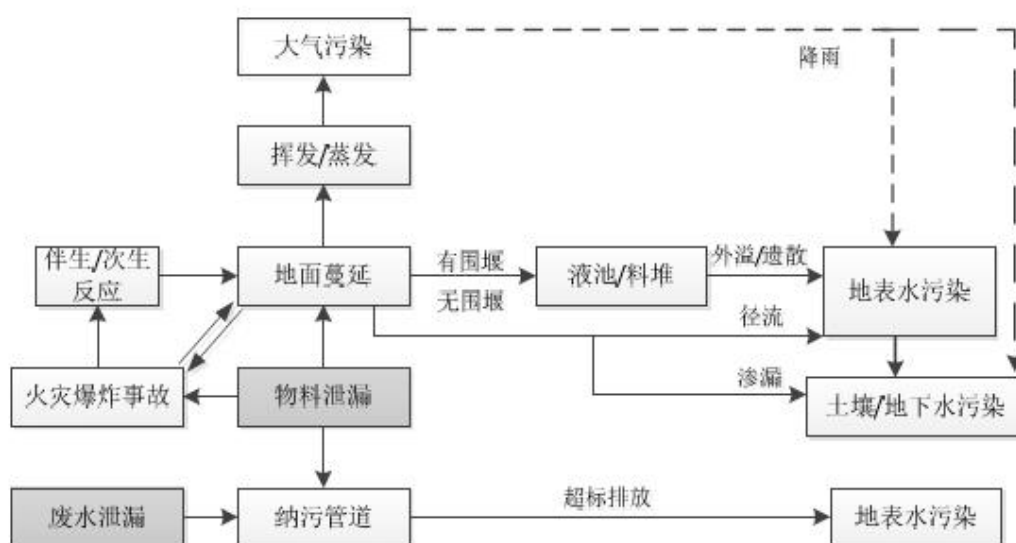 大气污染
降雨
挥发/蒸发
伴生/次生
反应
地面蔓延
有围堰
无围堰
液池/料堆
外溢/遗散
地表水污染
径流
火灾爆炸事故
物料泄漏
渗漏
土壤/地下水污染
废水泄漏
纳污管道
超标排放
地表水污染